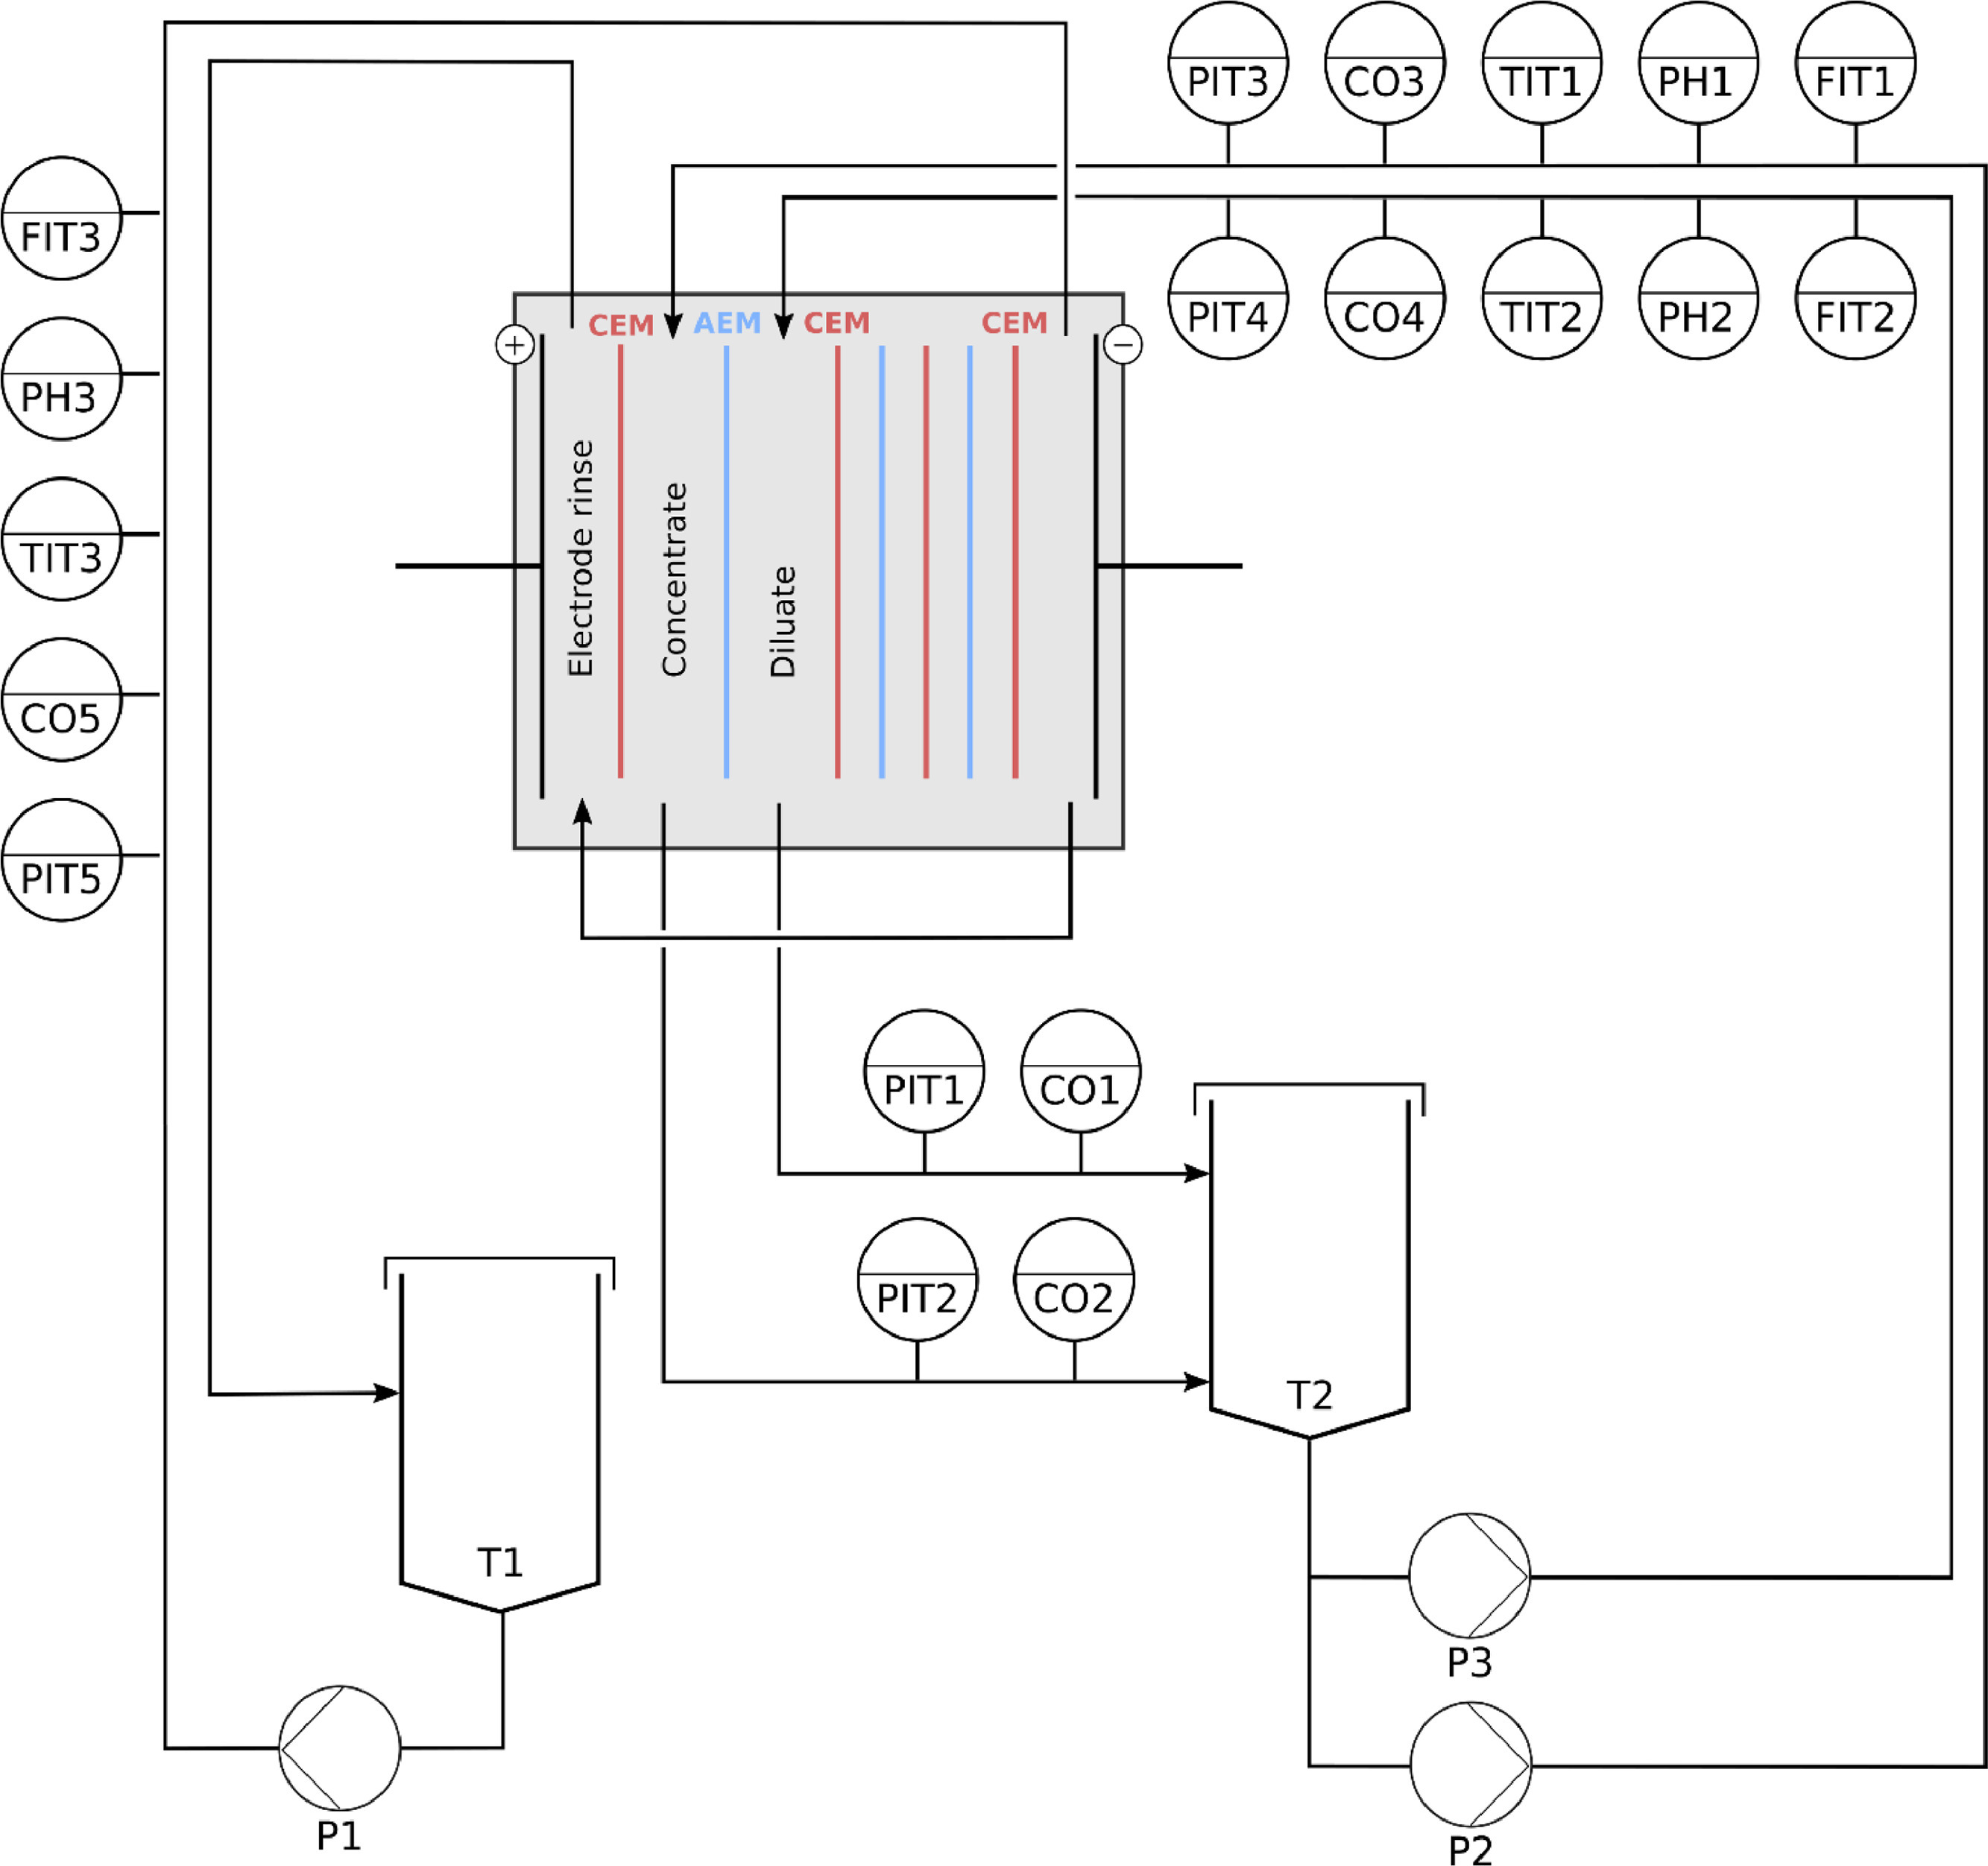 PIT3
CO3
TIT1
PH1
FIT1
FIT3
PIT4
CO4
TIT2
PH2
FIT2
CEM
AEM
CEM
CEM
+
−
PH3
Electrode rinse
Concentrate
Diluate
TIT3
CO5
PIT5
PIT1
CO1
PIT2
CO2
T2
T1
P3
P1
P2